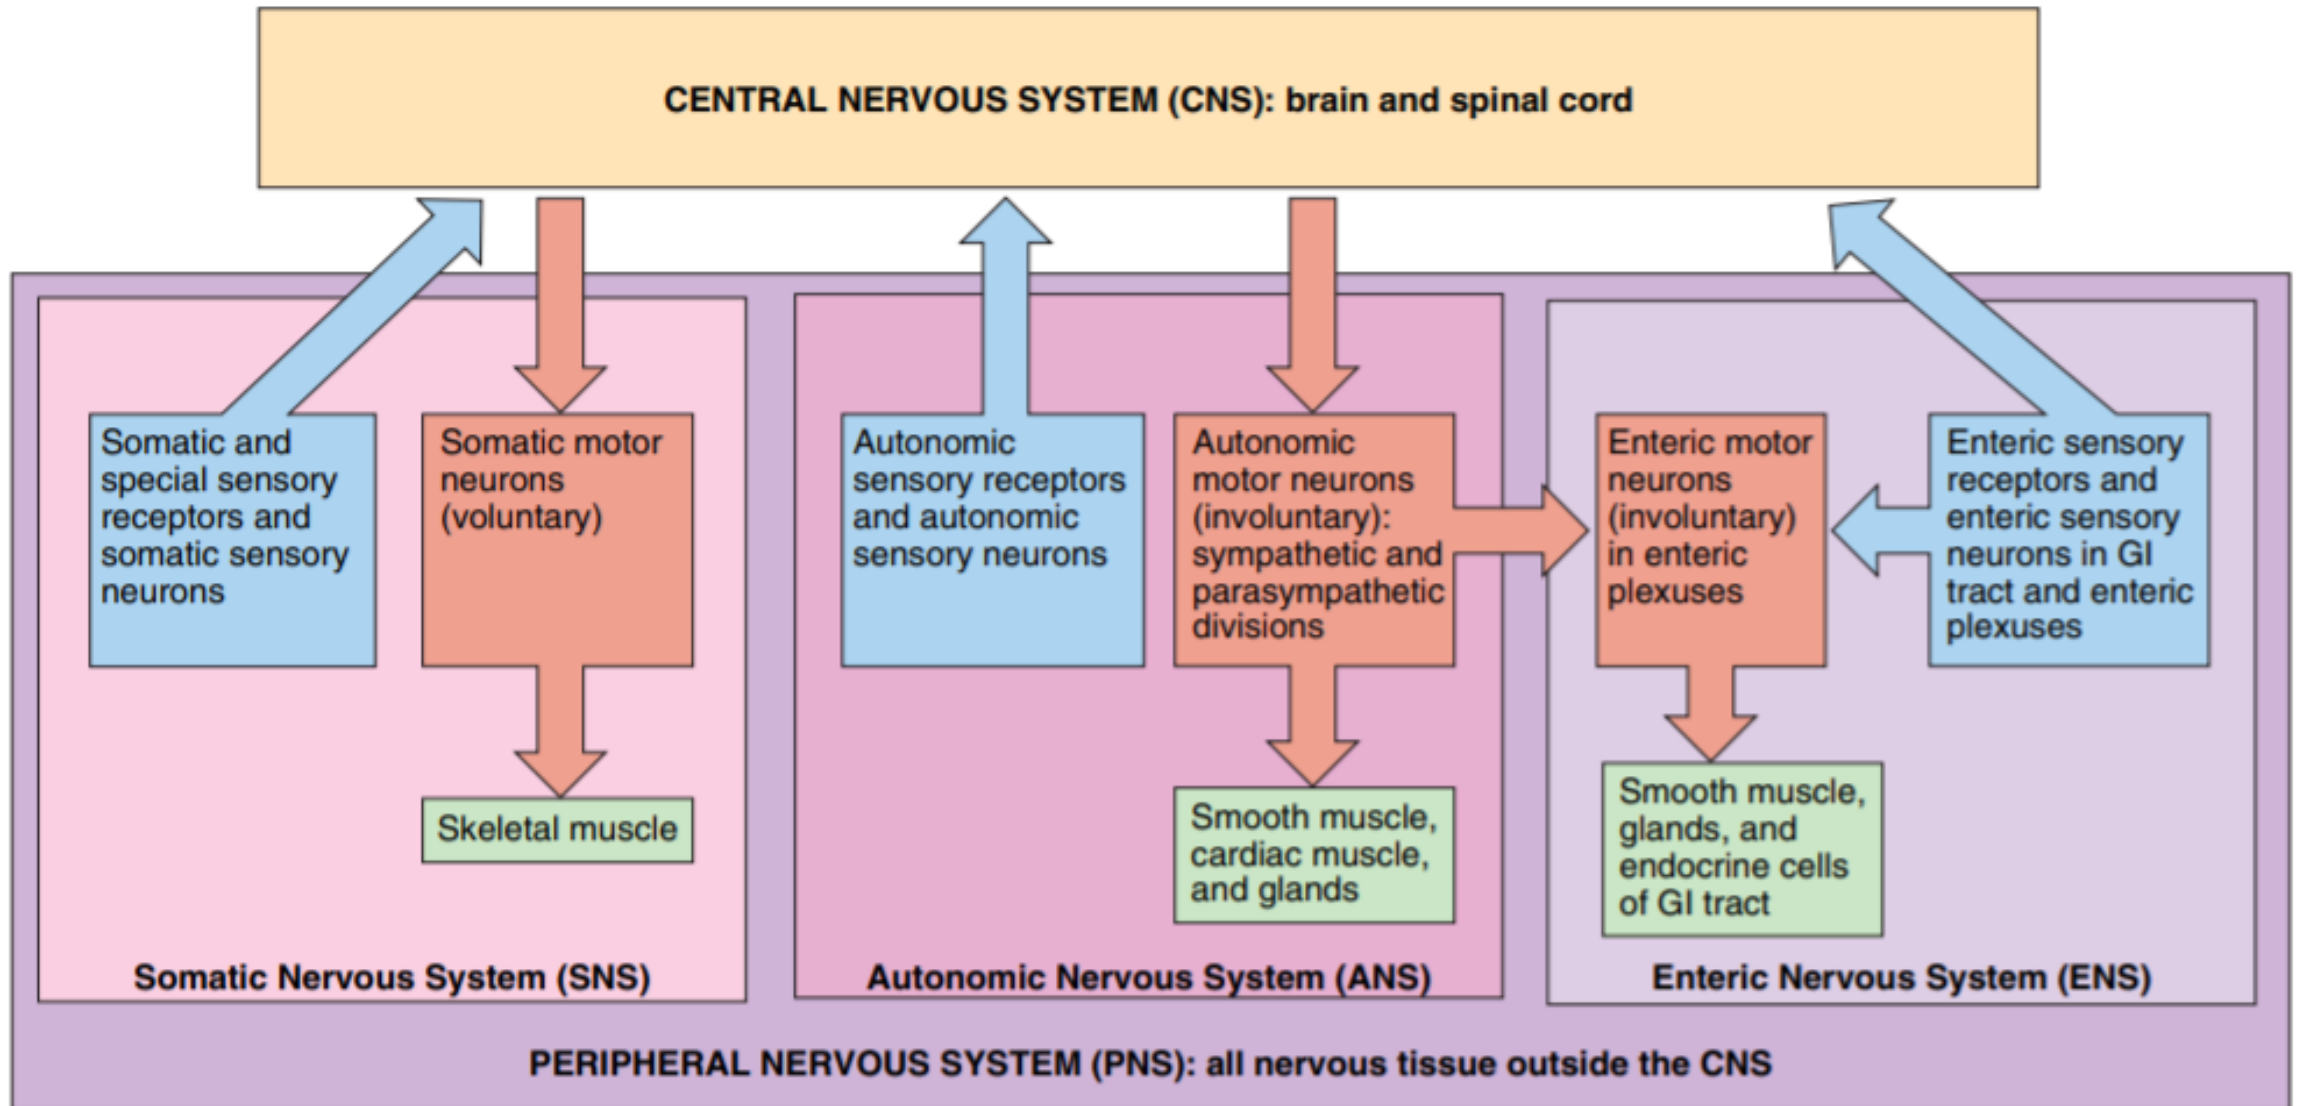 CENTRAL NERVOUS SYSTEM (CNS): brain and spinal cord
Somatic and
special sensory
receptors and
somatic sensory
neurons
Somatic motor
neurons
(voluntary)
Skeletal muscle
Somatic Nervous System (SNS)
Autonomic
sensory receptors
and autonomic
sensory neurons
Autonomic
motor neurons
(involuntary):
sympathetic and
parasympathetic
divisions
Smooth muscle,
cardiac muscle,
and glands
Autonomic Nervous System (ANS)
Enteric motor
neurons
(involuntary)
in enteric
plexuses
Enteric sensory
receptors and
enteric sensory
neurons in GI
tract and enteric
plexuses
Smooth muscle,
glands, and
endocrine cells
of GI tract
Enteric Nervous System (ENS)
PERIPHERAL NERVOUS SYSTEM (PNS): all nervous tissue outside the CNS